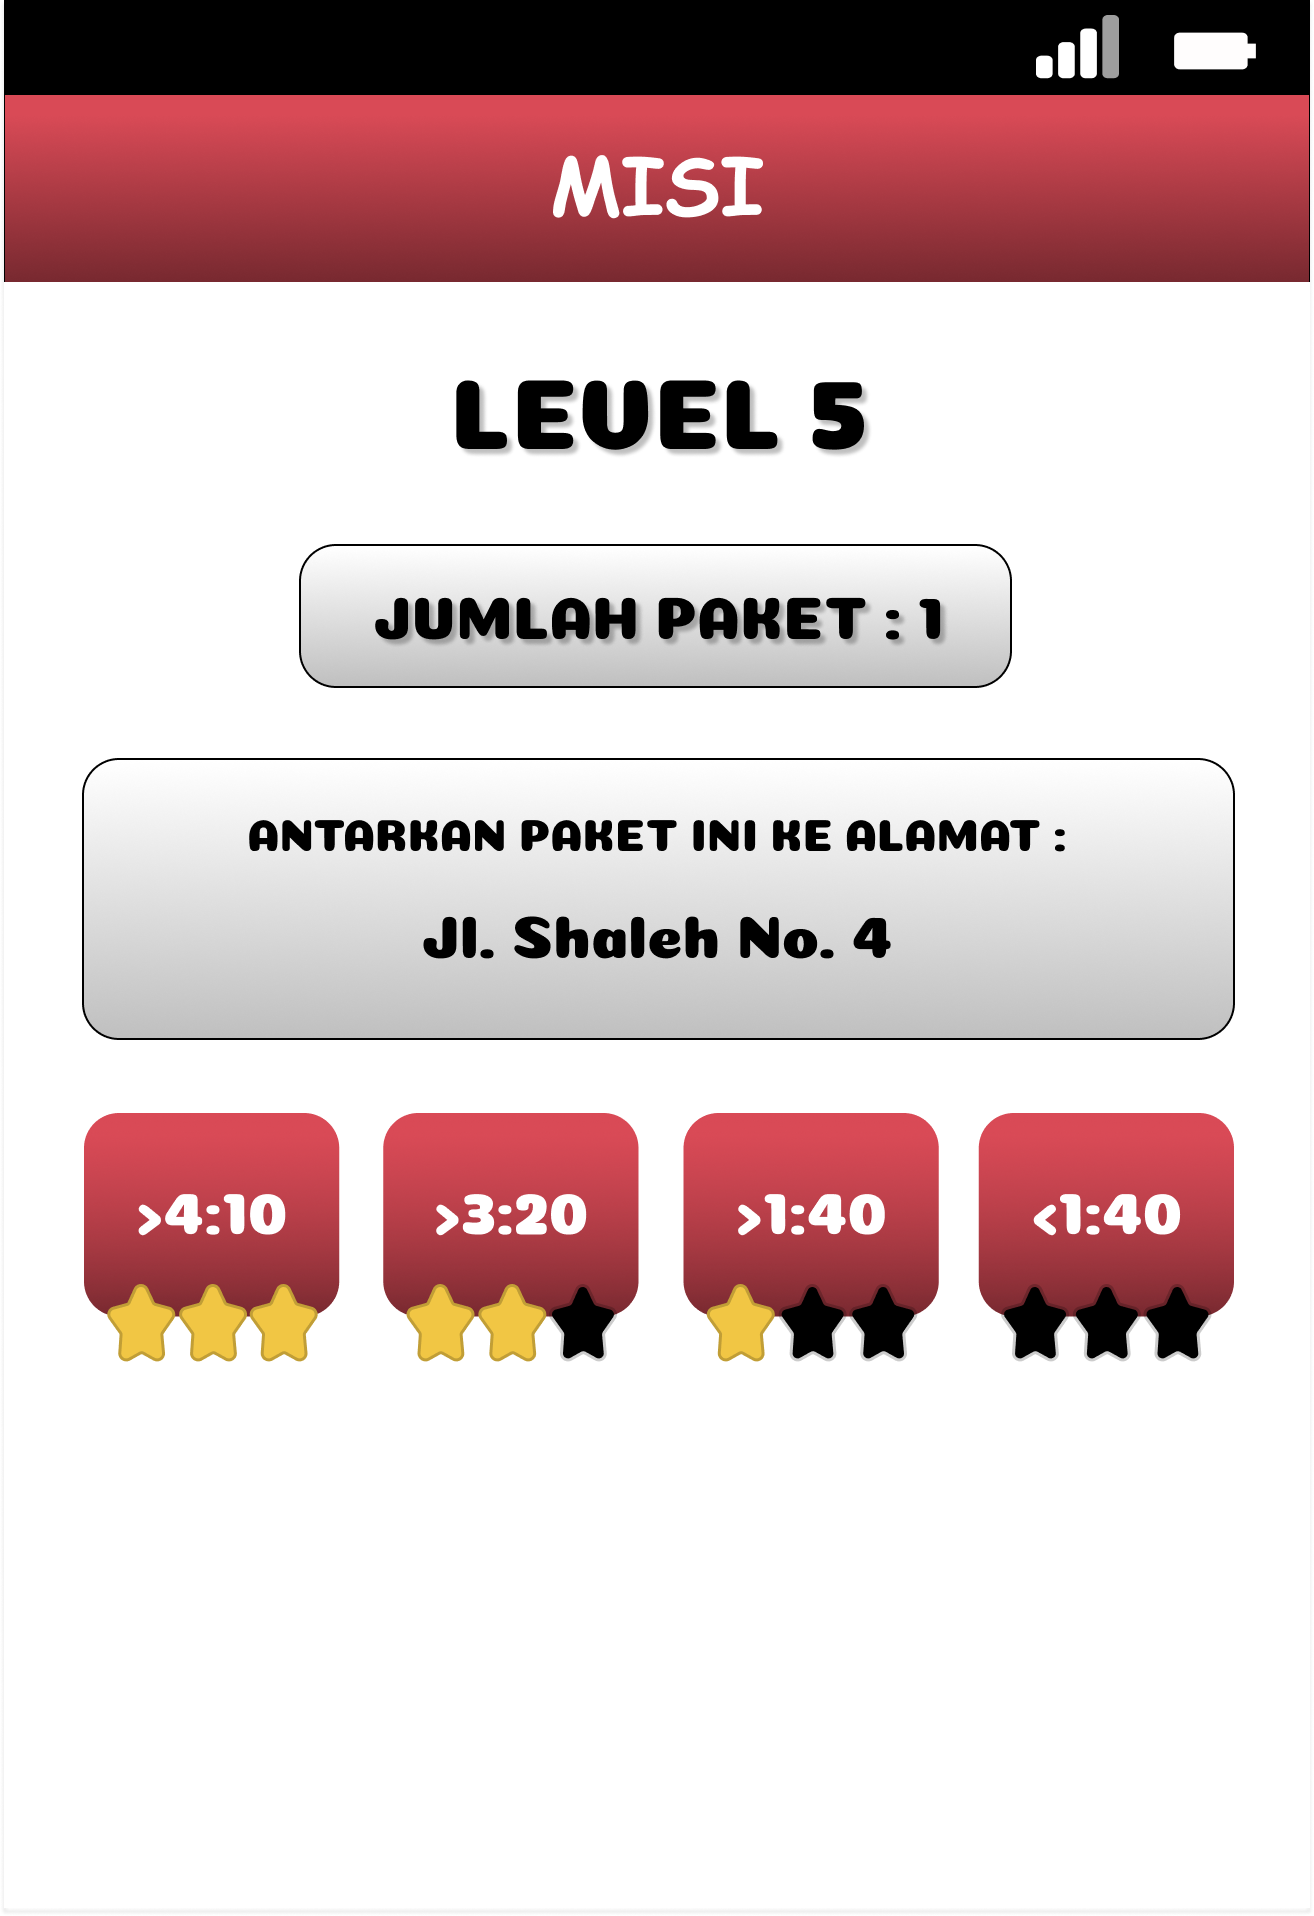 MISI
LEVEL 5
JUMLAH PAKET : 1
ANTARKAN PAKET INI KE ALAMAT :
Jl. Shaleh No. 4
>4:10
>3:20
>1:40
<1:40